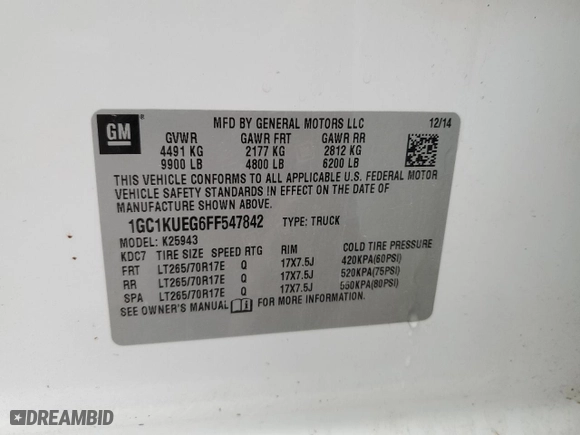 GM
MFD BY GENERAL MOTORS LLC 12/14
GVWR GAWR FRT GAWR RR
4491 KG 2177 KG 2812 KG
9900 LB 4800 LB 6200 LB
THIS VEHICLE CONFORMS TO ALL APPLICABLE U.S. FEDERAL MOTOR
VEHICLE SAFETY STANDARDS IN EFFECT ON THE DATE OF
MANUFACTURE SHOWN ABOVE.
1GC1KUEG6FF547842 TYPE: TRUCK
MODEL: K25943
KDC7 TIRE SIZE SPEED RTG RIM COLD TIRE PRESSURE
FRT LT265/70R17E Q 17X7.5J 420KPA(60PSI)
RR LT265/70R17E Q 17X7.5J 520KPA(75PSI)
SPA LT265/70R17E Q 17X7.5J 550KPA(80PSI)
SEE OWNER'S MANUAL FOR MORE INFORMATION
DREAMBID